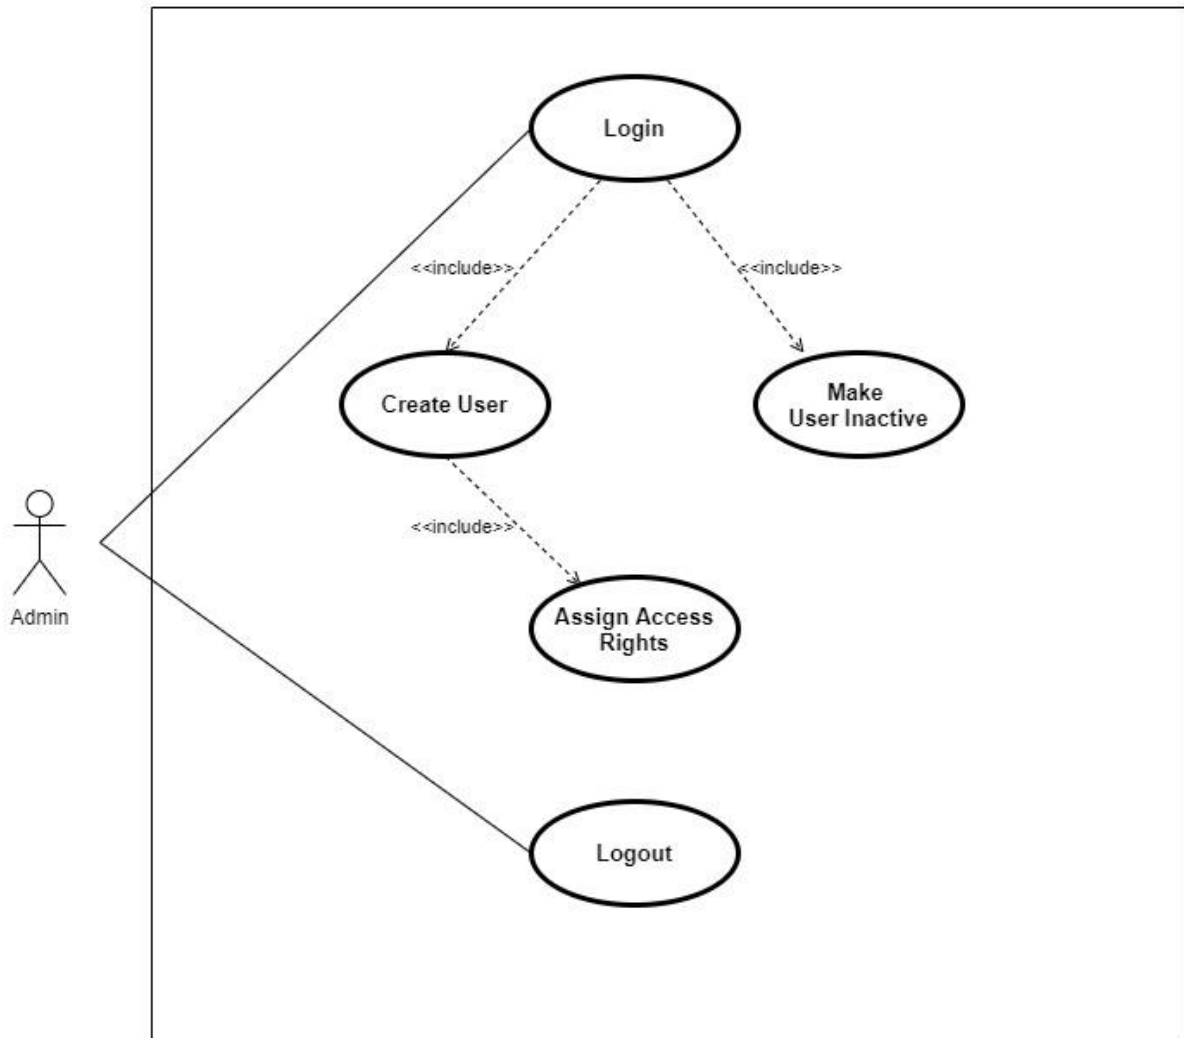 Login
<<include>>
<<include>>
Create User
Make
User Inactive
<<include>>
Assign Access
Rights
Admin
Logout